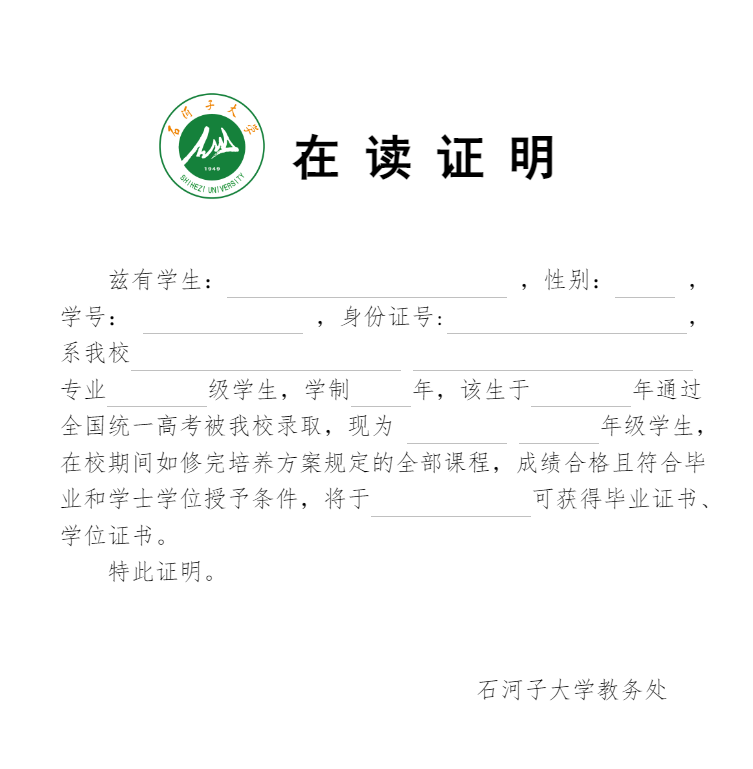 石河子大学
1949
SHIHEZI UNIVERSITY
在读证明
兹有学生： ，性别： ，
学号： ，身份证号: ，
系我校
专业 级学生，学制 年，该生于 年通过
全国统一高考被我校录取，现为 年级学生，
在校期间如修完培养方案规定的全部课程，成绩合格且符合毕
业和学士学位授予条件，将于 可获得毕业证书、
学位证书。
特此证明。
石河子大学教务处